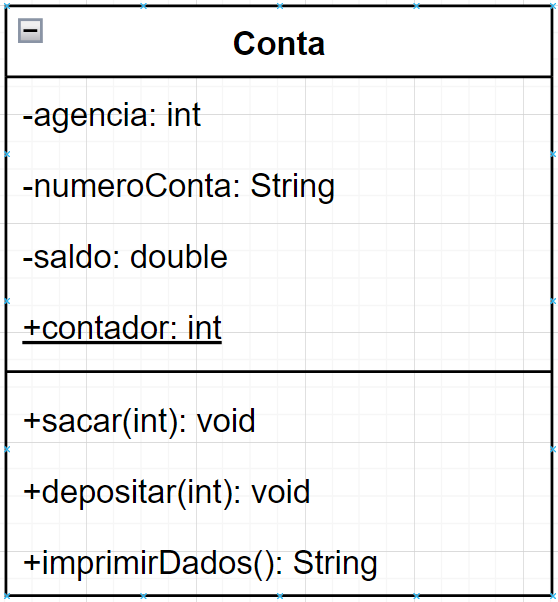 Conta
-agencia: int
-numeroConta: String
-saldo: double
+contador: int
+sacar(int): void
+depositar(int): void
+imprimirDados(): String